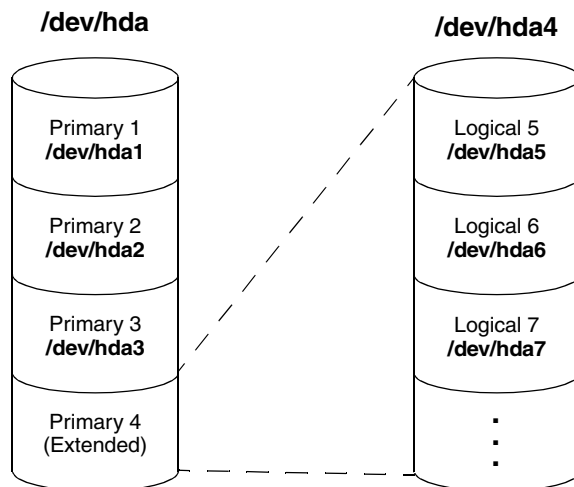 /dev/hda
Primary 1
/dev/hda1
Primary 2
/dev/hda2
Primary 3
/dev/hda3
Primary 4
(Extended)
/dev/hda4
Logical 5
/dev/hda5
Logical 6
/dev/hda6
Logical 7
/dev/hda7